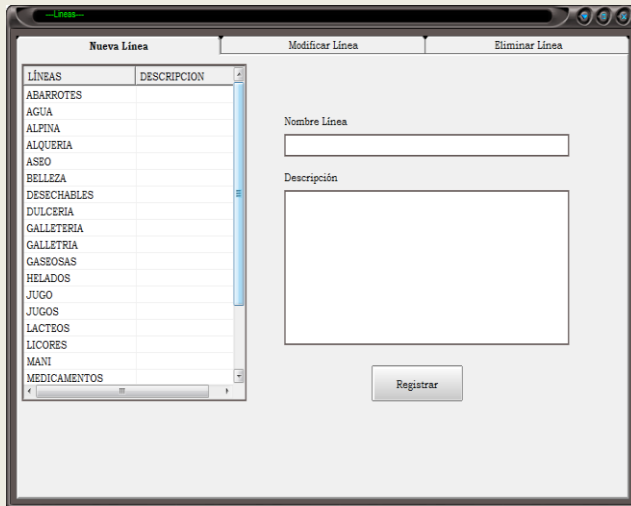 ---Lineas---
Nueva Línea
Modificar Línea
Eliminar Línea
LÍNEAS DESCRIPCION
ABARROTES
AGUA
ALPINA
ALQUERIA
ASEO
BELLEZA
DESECHABLES
DULCERIA
GALLETERIA
GALLETRIA
GASEOSAS
HELADOS
JUGO
JUGOS
LACTEOS
LICORES
MANI
MEDICAMENTOS
Nombre Línea
Descripción
Registrar